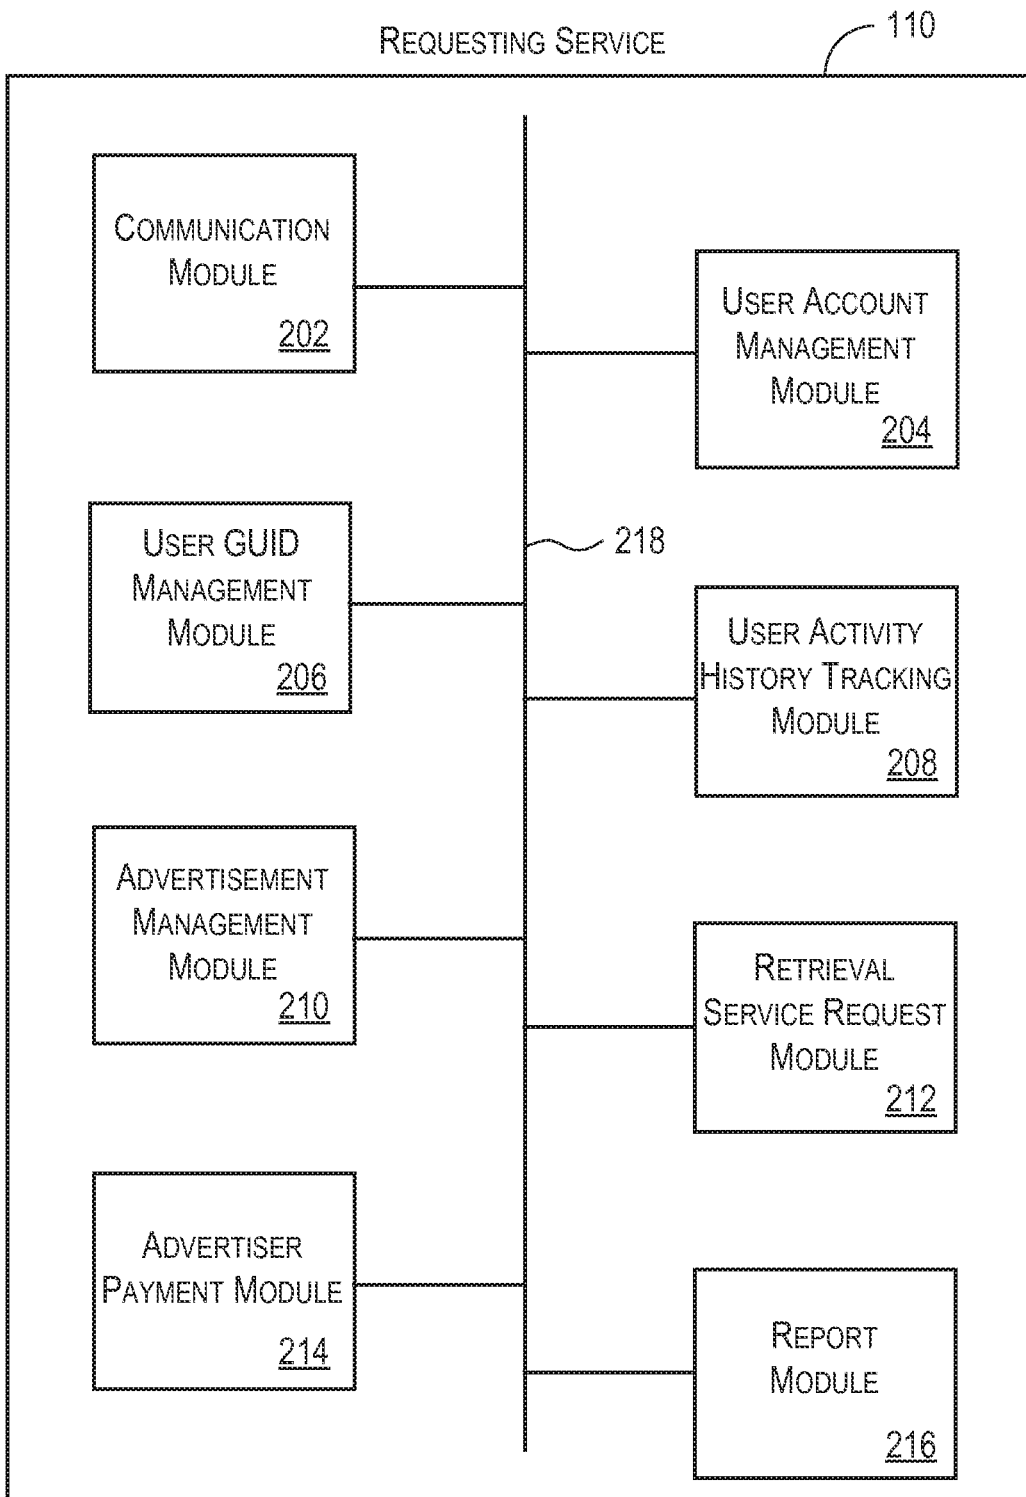 REQUESTING SERVICE
110
COMMUNICATION
MODULE
202
USER ACCOUNT
MANAGEMENT
MODULE
204
USER GUID
MANAGEMENT
MODULE
206
218
USER ACTIVITY
HISTORY TRACKING
MODULE
208
ADVERTISEMENT
MANAGEMENT
MODULE
210
RETRIEVAL
SERVICE REQUEST
MODULE
212
ADVERTISER
PAYMENT MODULE
214
REPORT
MODULE
216